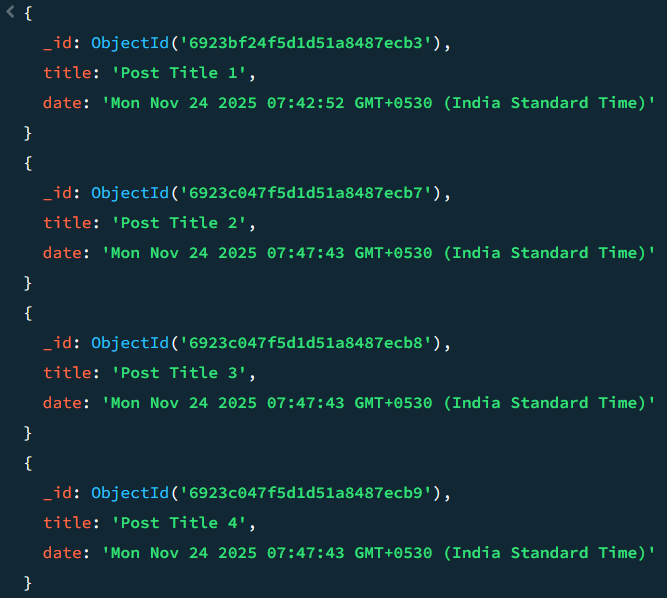 {
_id: ObjectId('6923bf24f5d1d51a8487ecb3'),
title: 'Post Title 1',
date: 'Mon Nov 24 2025 07:42:52 GMT+0530 (India Standard Time)'
}
{
_id: ObjectId('6923c047f5d1d51a8487ecb7'),
title: 'Post Title 2',
date: 'Mon Nov 24 2025 07:47:43 GMT+0530 (India Standard Time)'
}
{
_id: ObjectId('6923c047f5d1d51a8487ecb8'),
title: 'Post Title 3',
date: 'Mon Nov 24 2025 07:47:43 GMT+0530 (India Standard Time)'
}
{
_id: ObjectId('6923c047f5d1d51a8487ecb9'),
title: 'Post Title 4',
date: 'Mon Nov 24 2025 07:47:43 GMT+0530 (India Standard Time)'
}